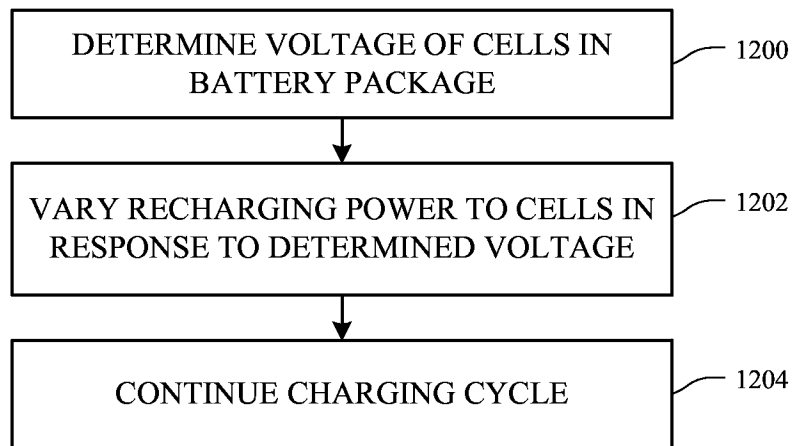 DETERMINE VOLTAGE OF CELLS IN
BATTERY PACKAGE
1200
VARY RECHARGING POWER TO CELLS IN
RESPONSE TO DETERMINED VOLTAGE
1202
CONTINUE CHARGING CYCLE
1204